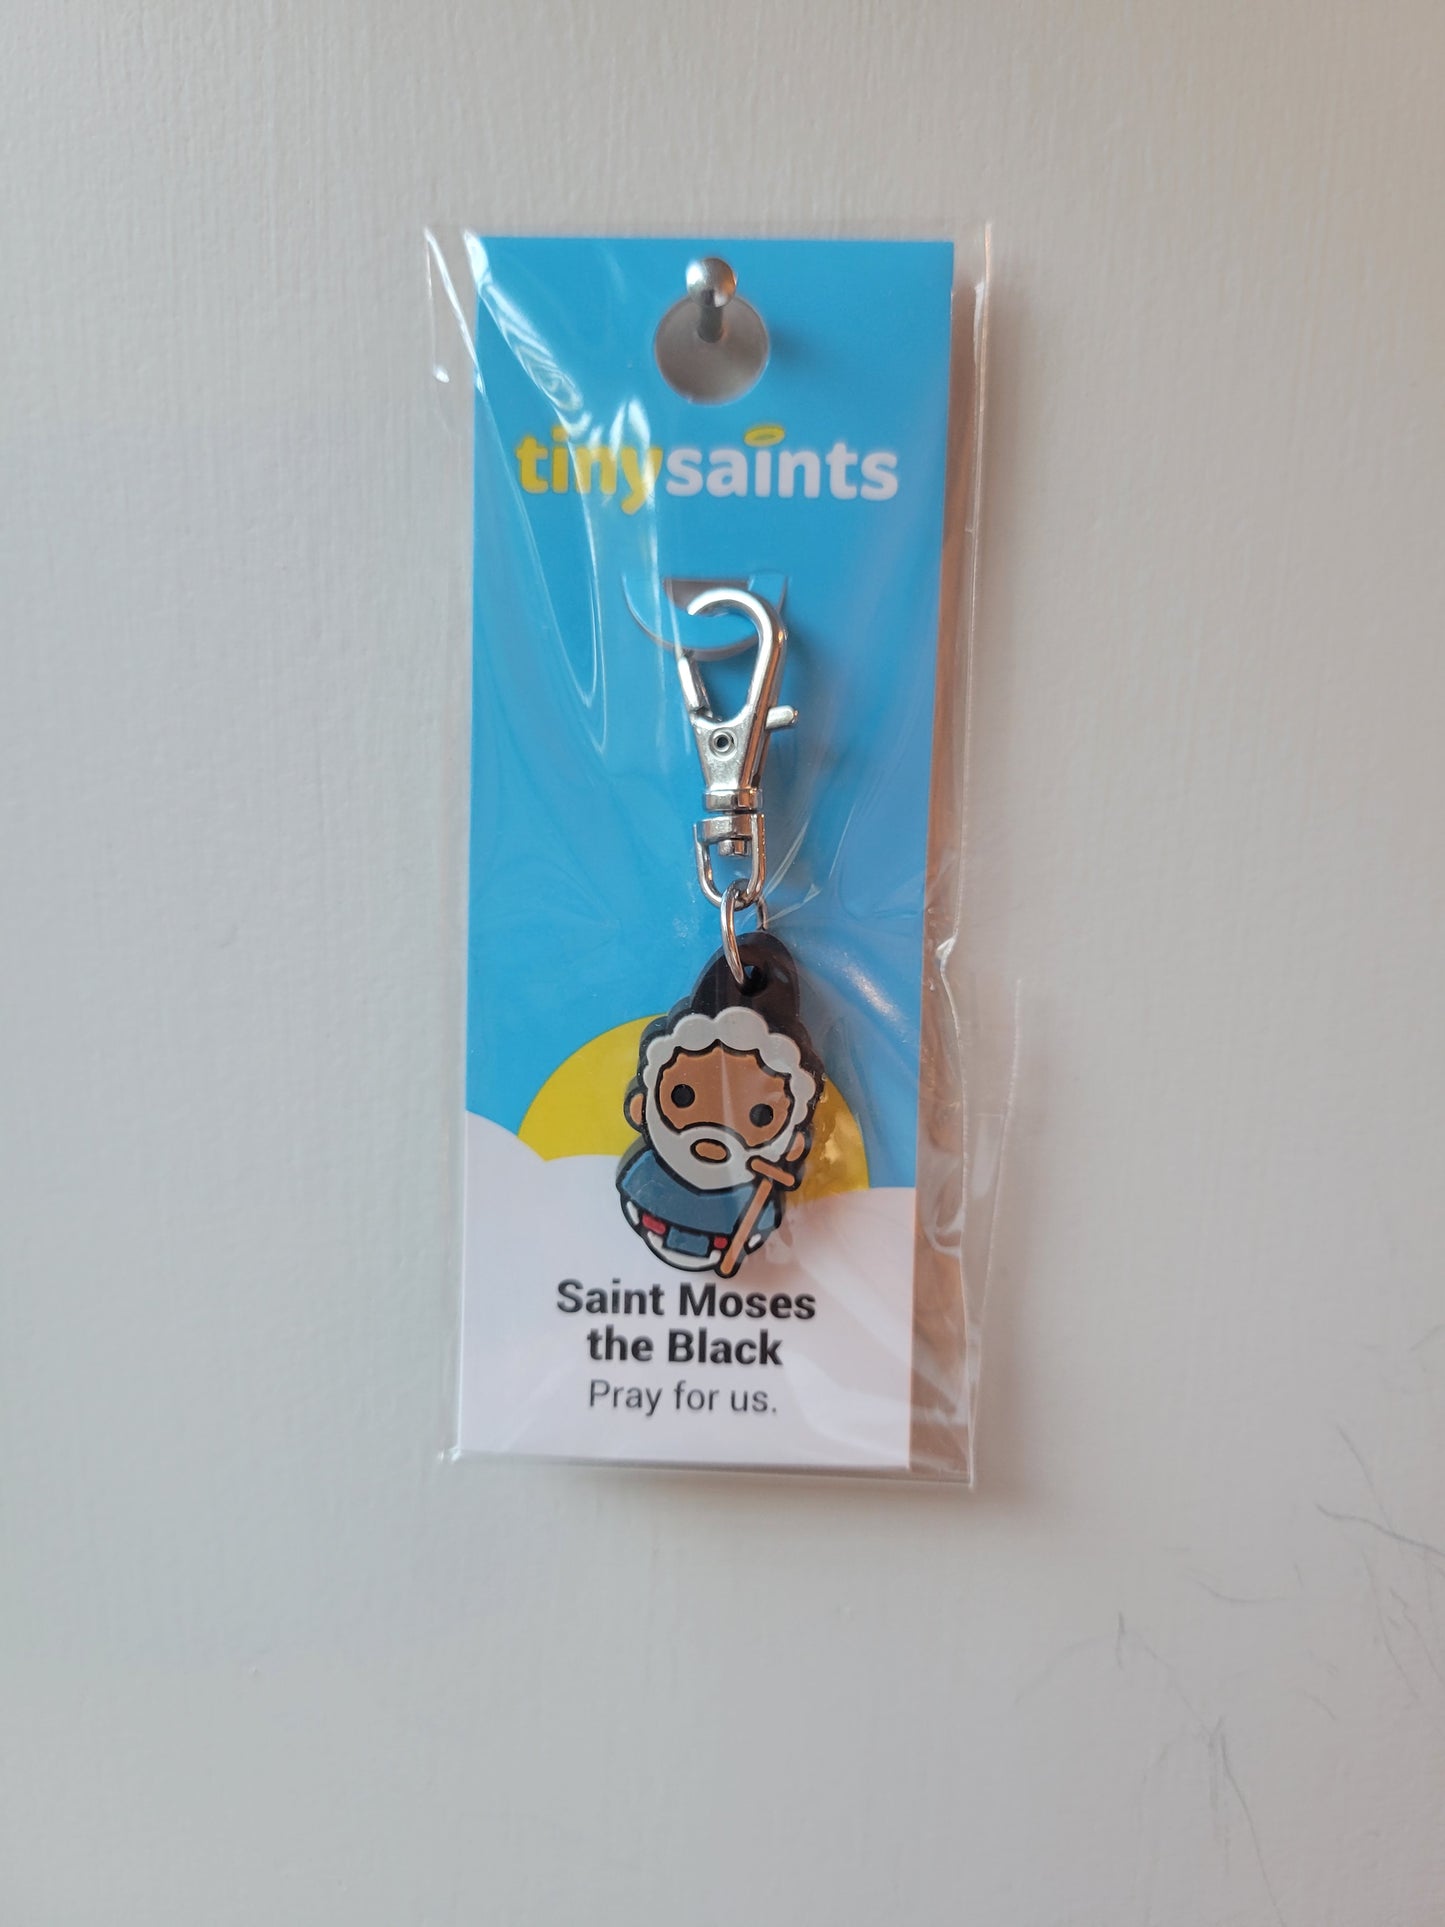 tinysaints
Saint Moses
the Black
Pray for us.